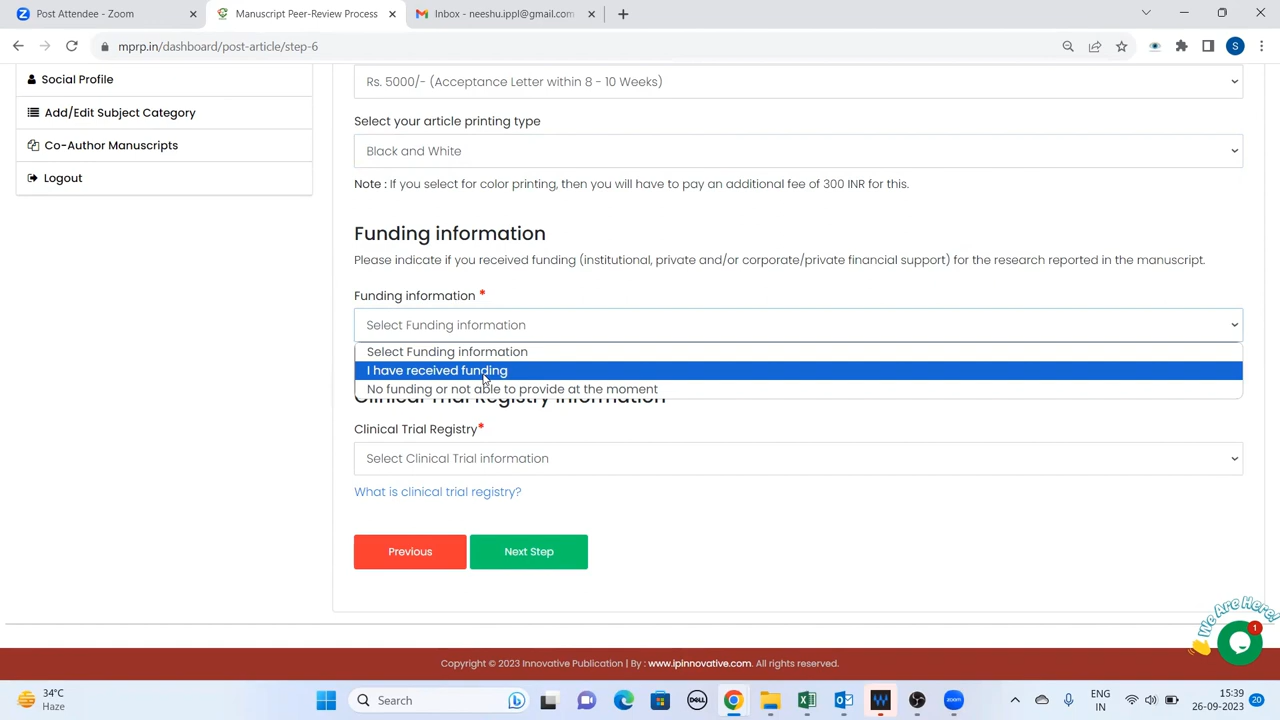 Post Attendee - Zoom
Manuscript Peer-Review Process
Inbox - neeshu.ippl@gmail.com
mprp.in/dashboard/post-article/step-6
S
Social Profile
Add/Edit Subject Category
Co-Author Manuscripts
Logout
Rs. 5000/- (Acceptance Letter within 8 - 10 Weeks)
Select your article printing type
Black and White
Note : If you select for color printing, then you will have to pay an additional fee of 300 INR for this.
Funding information
Please indicate if you received funding (institutional, private and/or corporate/private financial support) for the research reported in the manuscript.
Funding information *
Select Funding information
Select Funding information
I have received funding
No funding or not able to provide at the moment
Clinical Trial Registry Information
Clinical Trial Registry*
Select Clinical Trial information
What is clinical trial registry?
Previous
Next Step
We Are Here!
1
Copyright © 2023 Innovative Publication | By : www.ipinnovative.com. All rights reserved.
34°C
Haze
Search
DELL
W
ENG
IN
15:39
26-09-2023
20